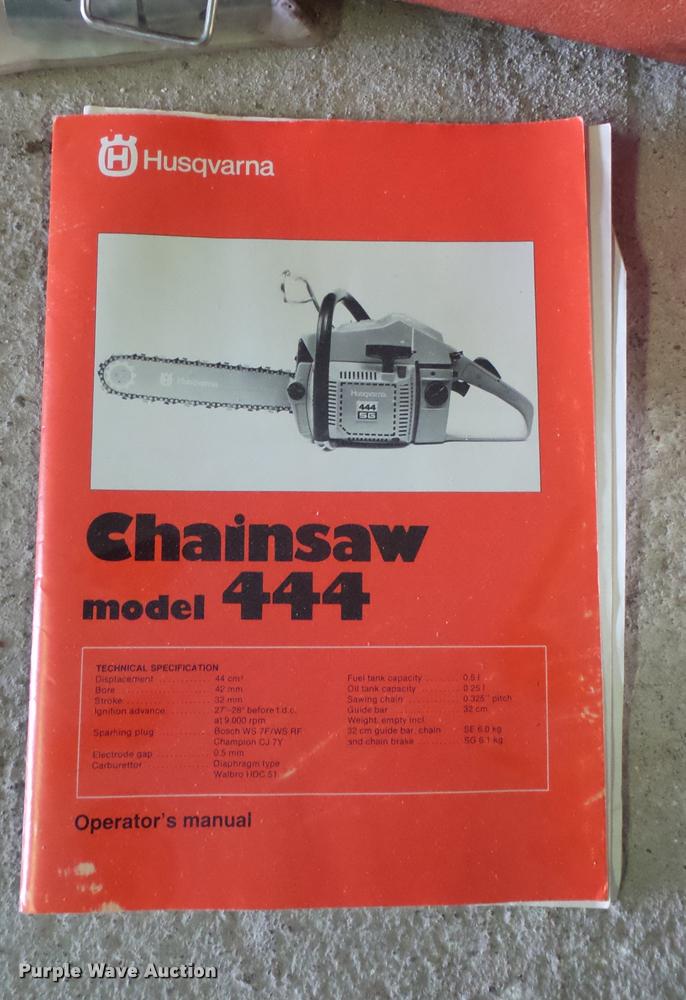 Husqvarna
Husqvarna
Husqvarna
444
SG
Chainsaw
model 444
TECHNICAL SPECIFICATION
Displacement .......... 44 cm³
Bore .......... 42 mm
Stroke .......... 32 mm
Ignition advance .......... 27°-28° before t.d.c.
at 9.000 rpm
Sparking plug .......... Bosch WS 7F/WS RF
Champion CJ 7Y
Electrode gap .......... 0.5 mm
Carburettor .......... Diaphragm type
Walbro HDC 51
Fuel tank capacity .......... 0,5 l
Oil tank capacity .......... 0.25 l
Sawing chain .......... 0.325" pitch
Guide bar .......... 32 cm
Weight, empty incl.
32 cm guide bar, chain SE 6.0 kg
and chain brake .......... SG 6.1 kg
Operator's manual
Purple Wave Auction